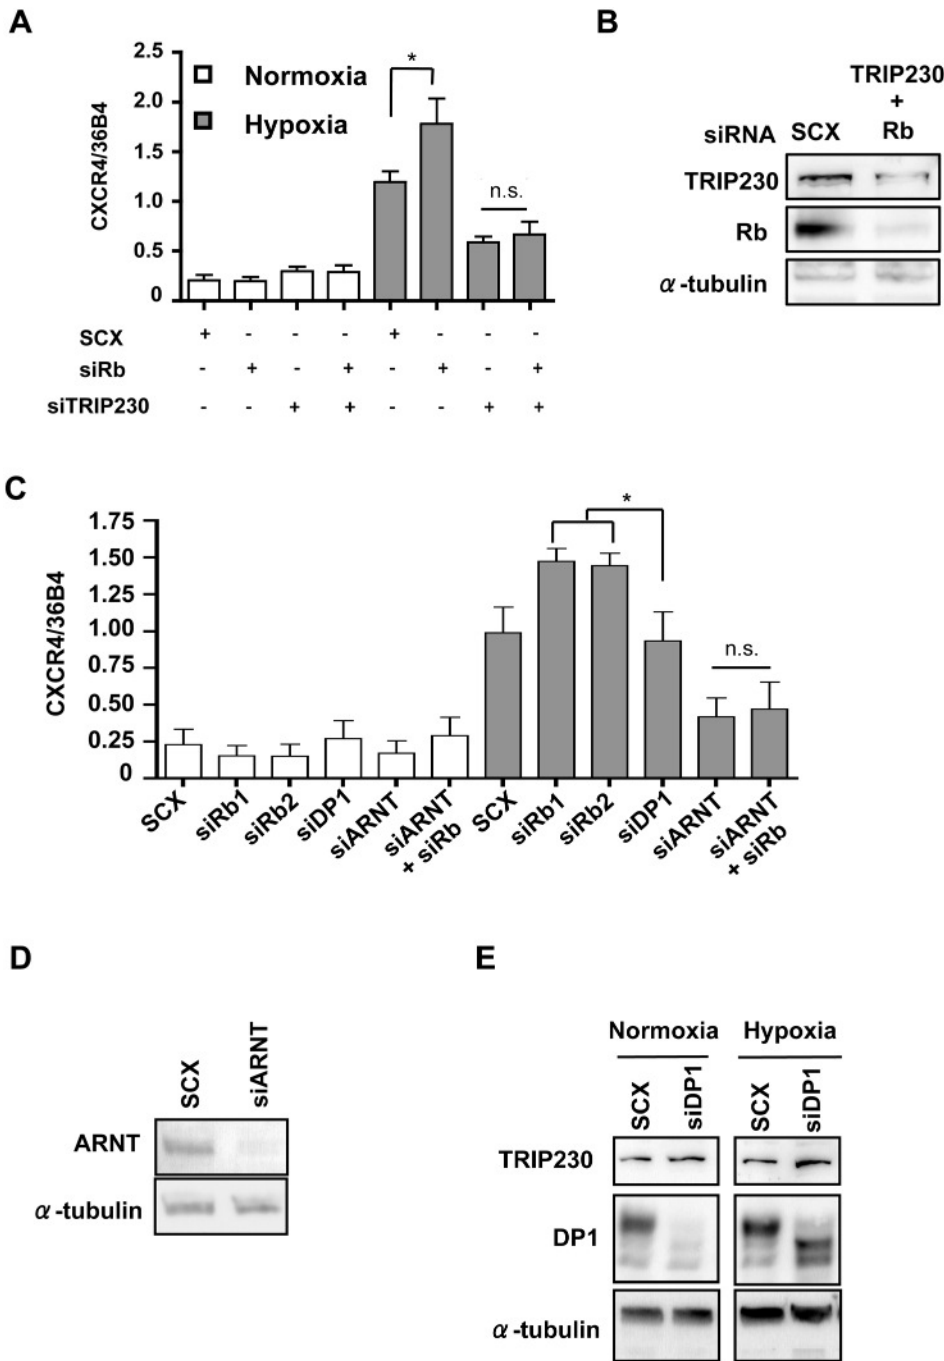 A
CXCR4/36B4
2.5
2.0
1.5
1.0
0.5
0
Normoxia
Hypoxia
*
n.s.
SCX + - - - + - - -
siRb - + - + - + - +
siTRIP230 - - + + - - + +
B
TRIP230
+
siRNA SCX Rb
TRIP230
Rb
α-tubulin
C
CXCR4/36B4
1.75
1.50
1.25
1.00
0.75
0.50
0.25
0
*
n.s.
SCX
siRb1
siRb2
siDP1
siARNT
siARNT
+ siRb
SCX
siRb1
siRb2
siDP1
siARNT
siARNT
+ siRb
D
SCX
siARNT
ARNT
α-tubulin
E
Normoxia Hypoxia
SCX
siDP1
SCX
siDP1
TRIP230
DP1
α-tubulin